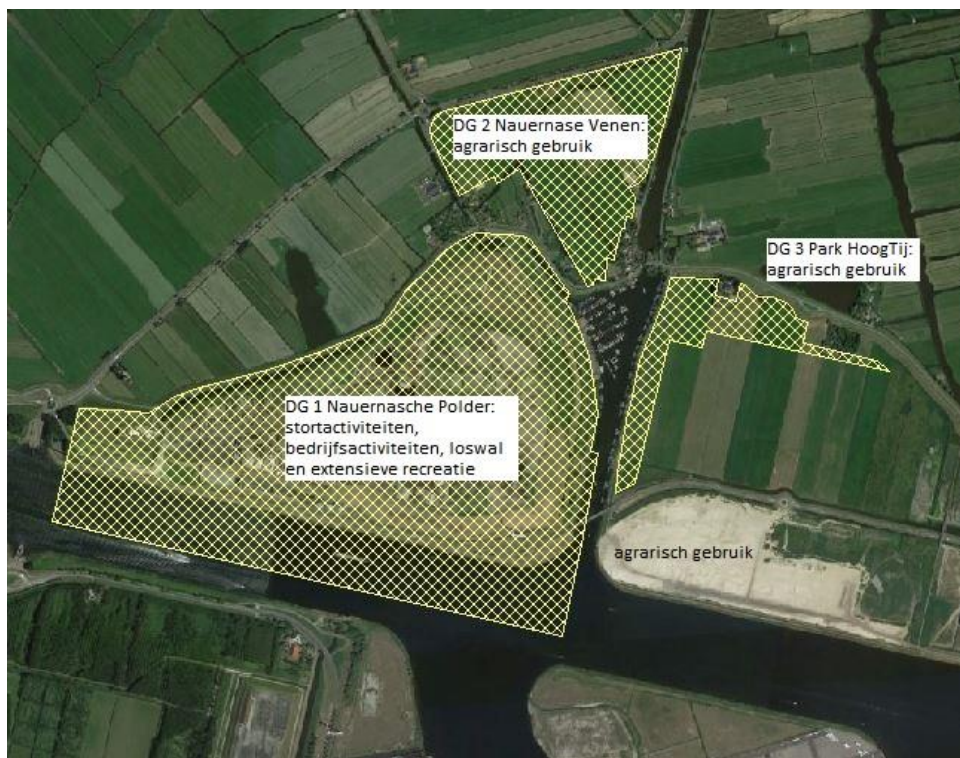 DG 2 Nauernase Venen:
agrarisch gebruik
DG 3 Park HoogTij:
agrarisch gebruik
DG 1 Nauernasche Polder:
stortactiviteiten,
bedrijfsactiviteiten, loswal
en extensieve recreatie
agrarisch gebruik